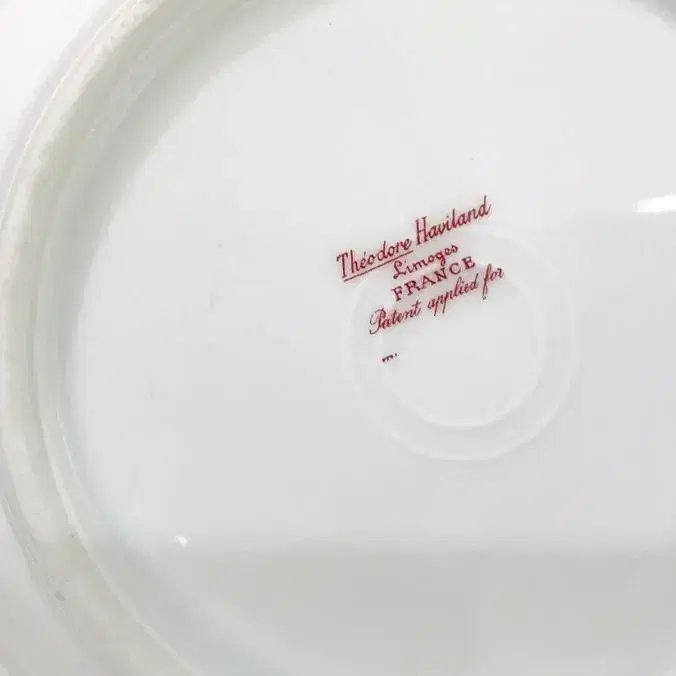 Théodore Haviland
Limoges
FRANCE
Patent applied for